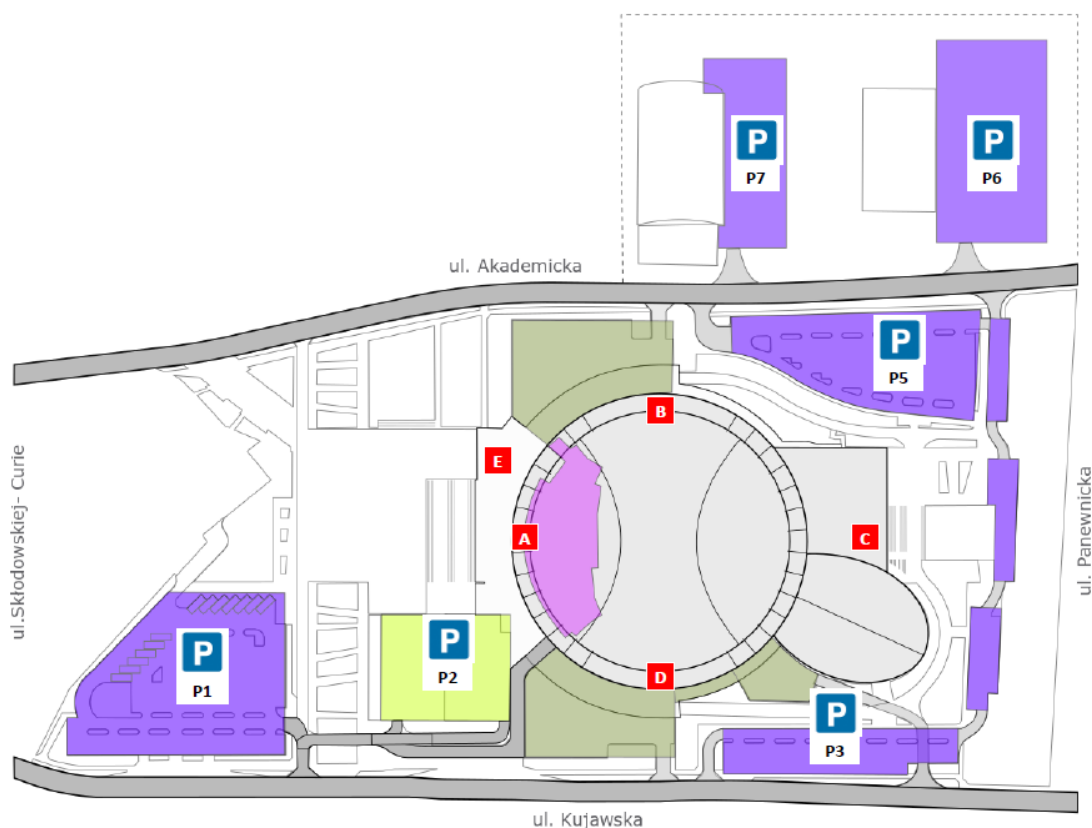 P
P7
P
P6
ul. Akademicka
P
P5
B
E
A
C
ul.Skłodowskiej- Curie
ul. Panewnicka
P
P1
P
P2
D
P
P3
ul. Kujawska